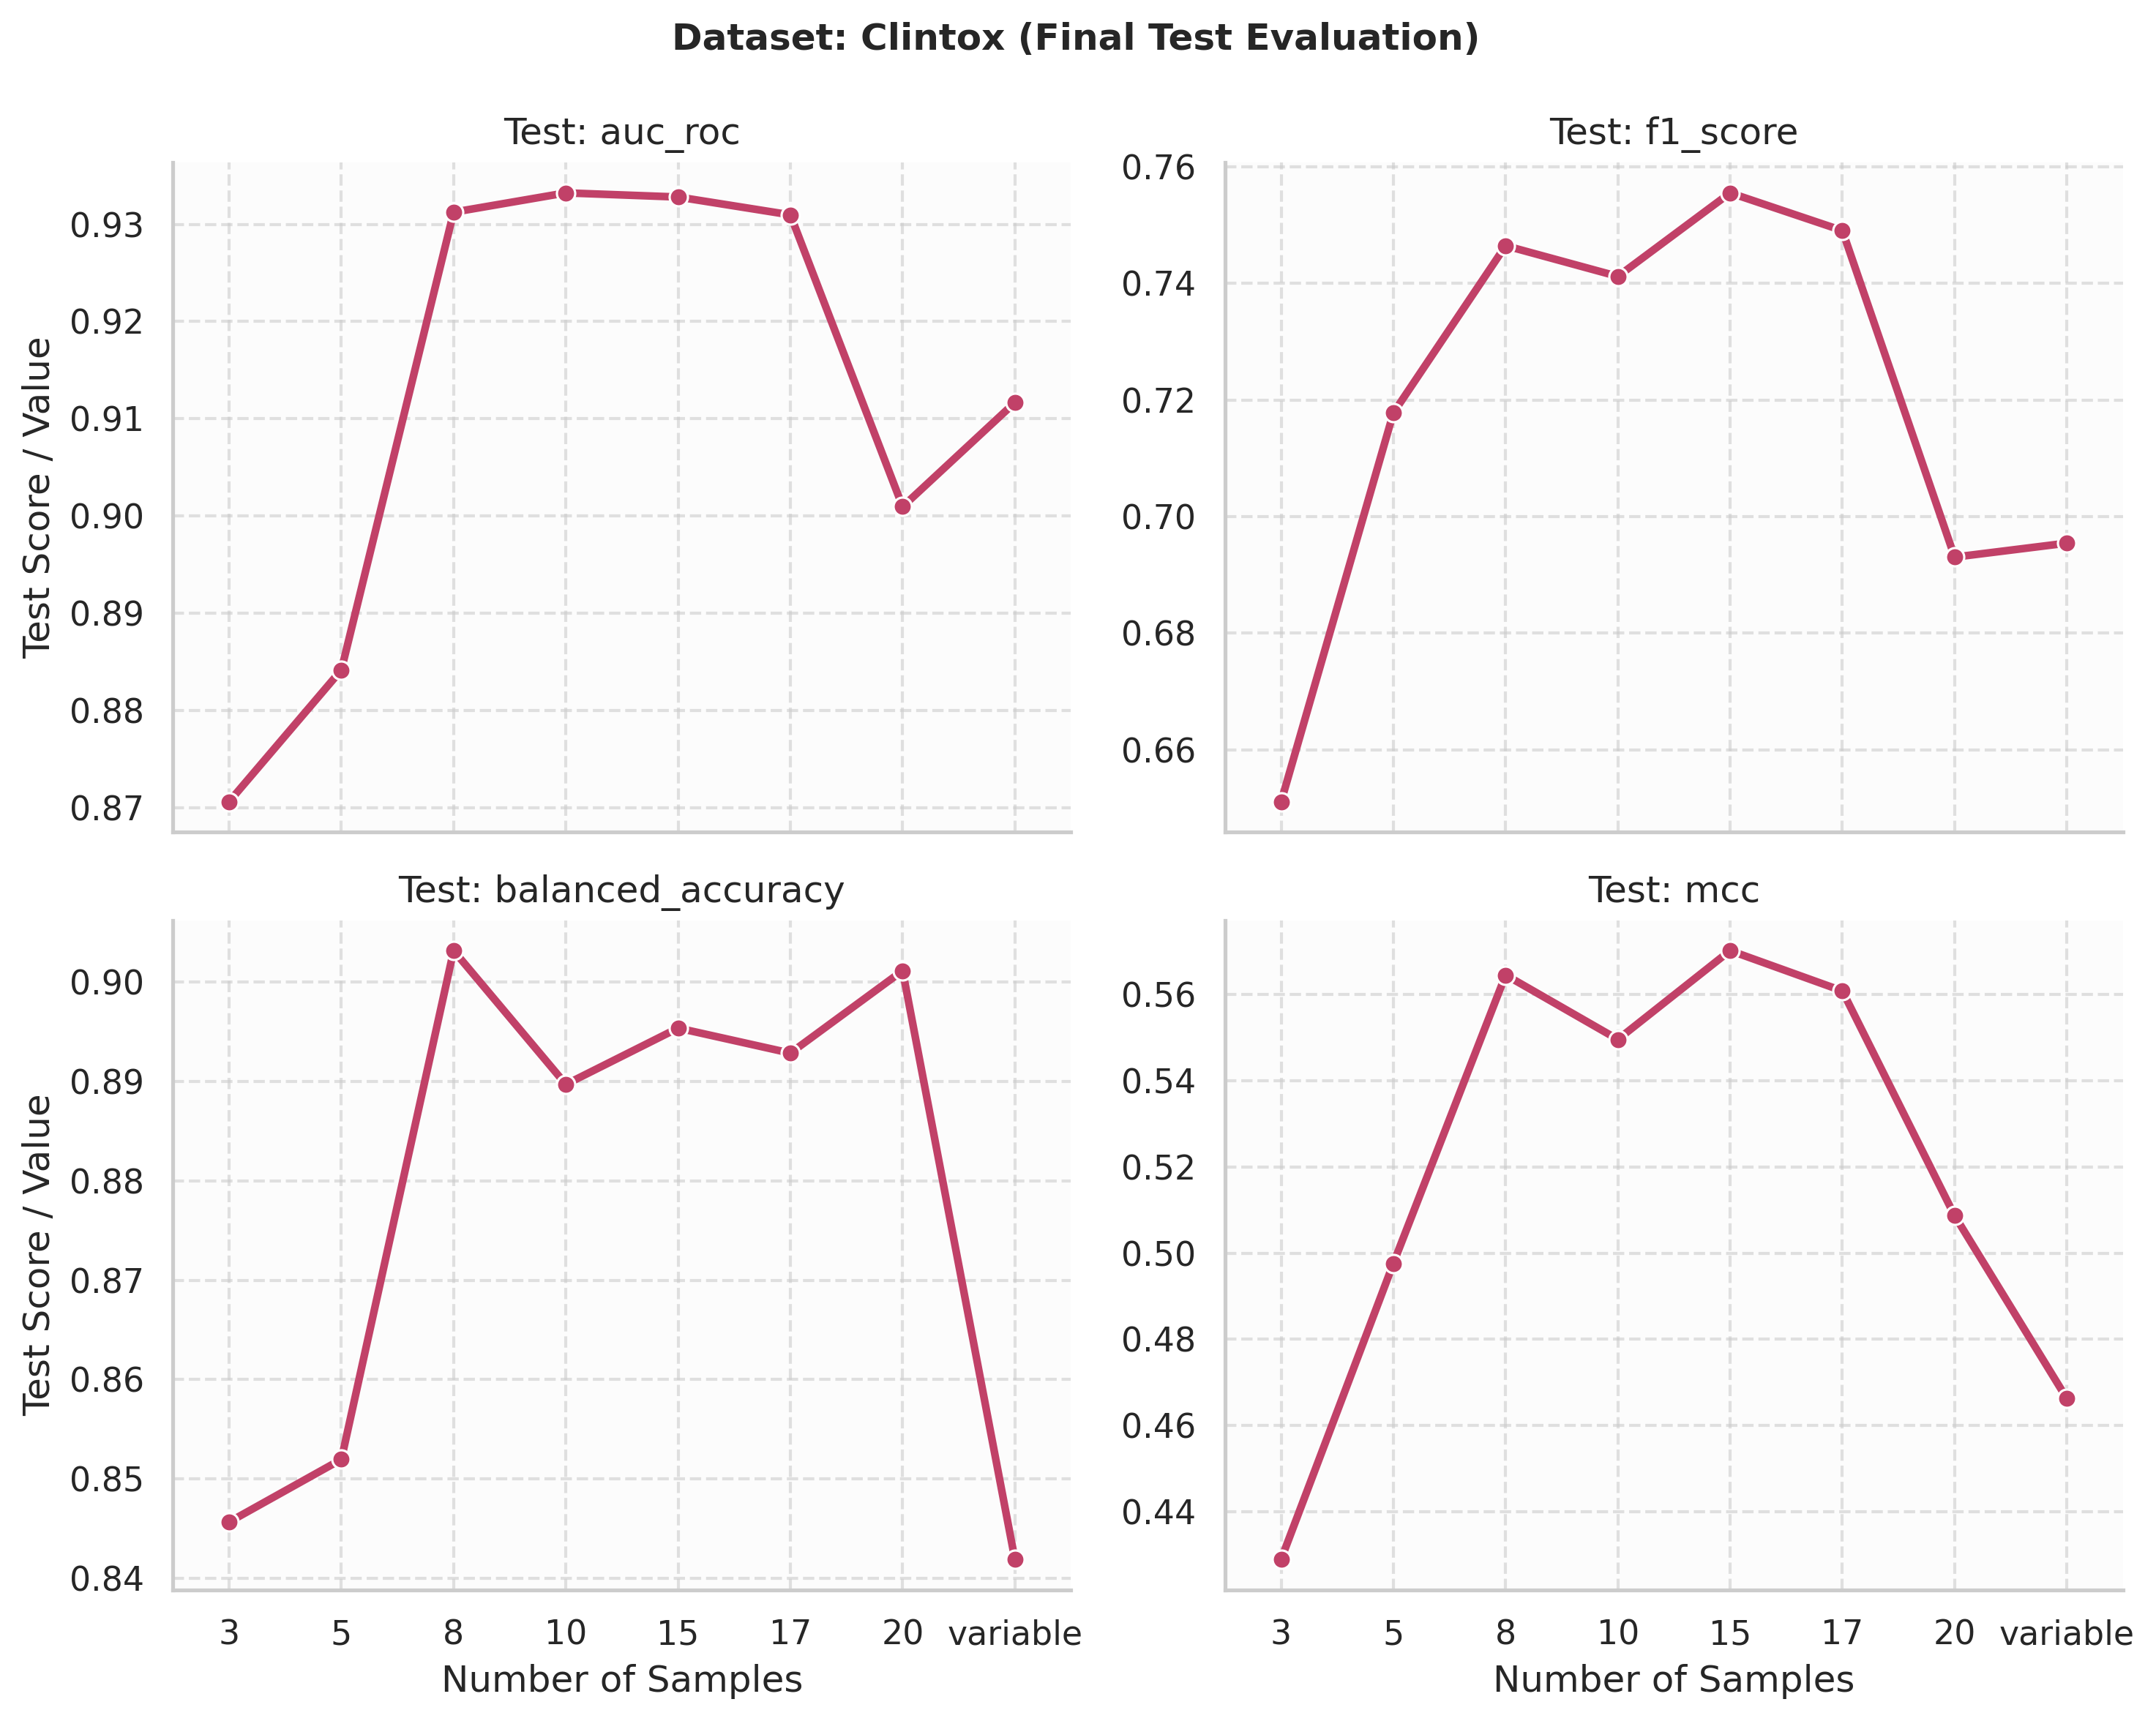 Dataset: Clintox (Final Test Evaluation)
Test: auc_roc
Test Score / Value
0.93
0.92
0.91
0.90
0.89
0.88
0.87
Test: f1_score
0.76
0.74
0.72
0.70
0.68
0.66
Test: balanced_accuracy
Test Score / Value
0.90
0.89
0.88
0.87
0.86
0.85
0.84
3 5 8 10 15 17 20 variable
Number of Samples
Test: mcc
0.56
0.54
0.52
0.50
0.48
0.46
0.44
3 5 8 10 15 17 20 variable
Number of Samples